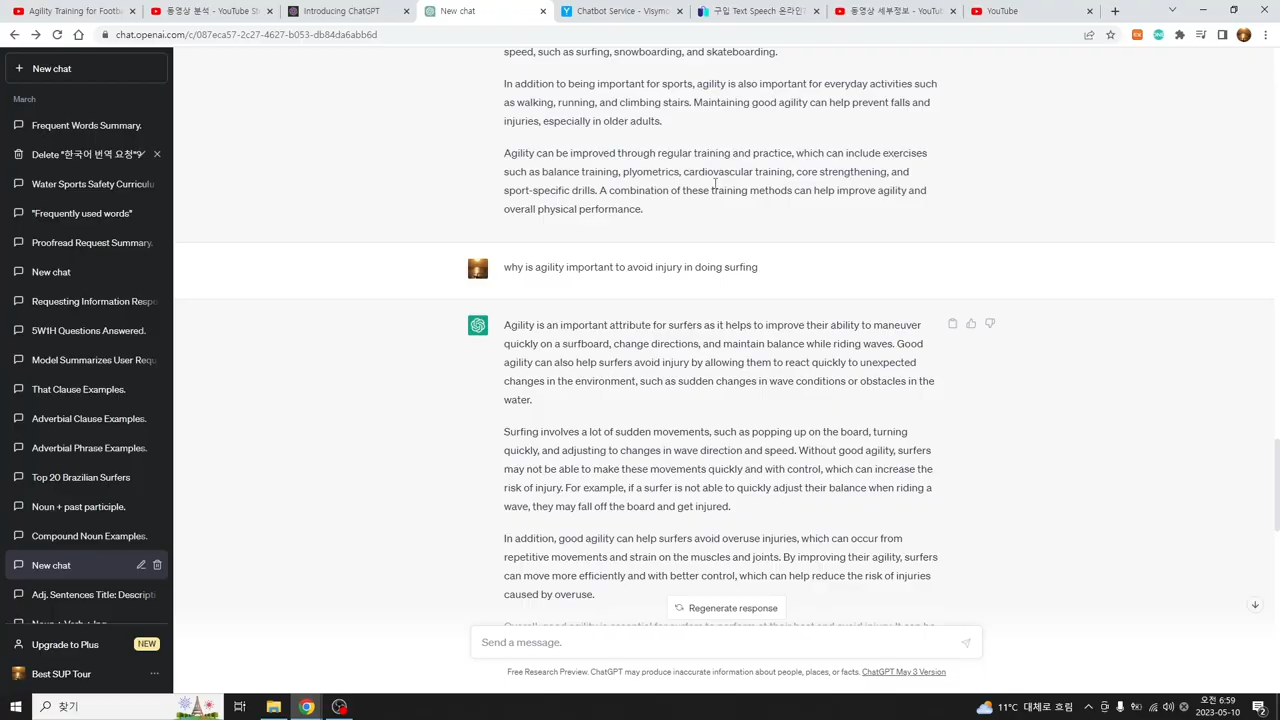 Agility Training for Footba
동영상 분석 - YouTube St
Introducing ChatGPT
New chat
Chatbot Service - Visymo
구입 Text Speech 온라인
동영상 세부정보 - YouTub
YouTube
chat.openai.com/c/087eca57-2c27-4627-b053-db84da6abb6d
New chat
March
Frequent Words Summary.
Delete "한국어 번역 요청"?
Water Sports Safety Curriculu
"Frequently used words"
Proofread Request Summary.
New chat
Requesting Information Respo
5W1H Questions Answered.
Model Summarizes User Requ
That Clause Examples.
Adverbial Clause Examples.
Adverbial Phrase Examples.
Top 20 Brazilian Surfers
Noun + past participle.
Compound Noun Examples.
New chat
Adj. Sentences Title: Descripti
Upgrade to Plus NEW
Best SUP Tour
speed, such as surfing, snowboarding, and skateboarding.
In addition to being important for sports, agility is also important for everyday activities such
as walking, running, and climbing stairs. Maintaining good agility can help prevent falls and
injuries, especially in older adults.
Agility can be improved through regular training and practice, which can include exercises
such as balance training, plyometrics, cardiovascular training, core strengthening, and
sport-specific drills. A combination of these training methods can help improve agility and
overall physical performance.
why is agility important to avoid injury in doing surfing
Agility is an important attribute for surfers as it helps to improve their ability to maneuver
quickly on a surfboard, change directions, and maintain balance while riding waves. Good
agility can also help surfers avoid injury by allowing them to react quickly to unexpected
changes in the environment, such as sudden changes in wave conditions or obstacles in the
water.
Surfing involves a lot of sudden movements, such as popping up on the board, turning
quickly, and adjusting to changes in wave direction and speed. Without good agility, surfers
may not be able to make these movements quickly and with control, which can increase the
risk of injury. For example, if a surfer is not able to quickly adjust their balance when riding a
wave, they may fall off the board and get injured.
In addition, good agility can help surfers avoid overuse injuries, which can occur from
repetitive movements and strain on the muscles and joints. By improving their agility, surfers
can move more efficiently and with better control, which can help reduce the risk of injuries
caused by overuse.
Regenerate response
Send a message.
Free Research Preview. ChatGPT may produce inaccurate information about people, places, or facts. ChatGPT May 3 Version
찾기
11°C 대체로 흐림
오전 6:59
2023-05-10